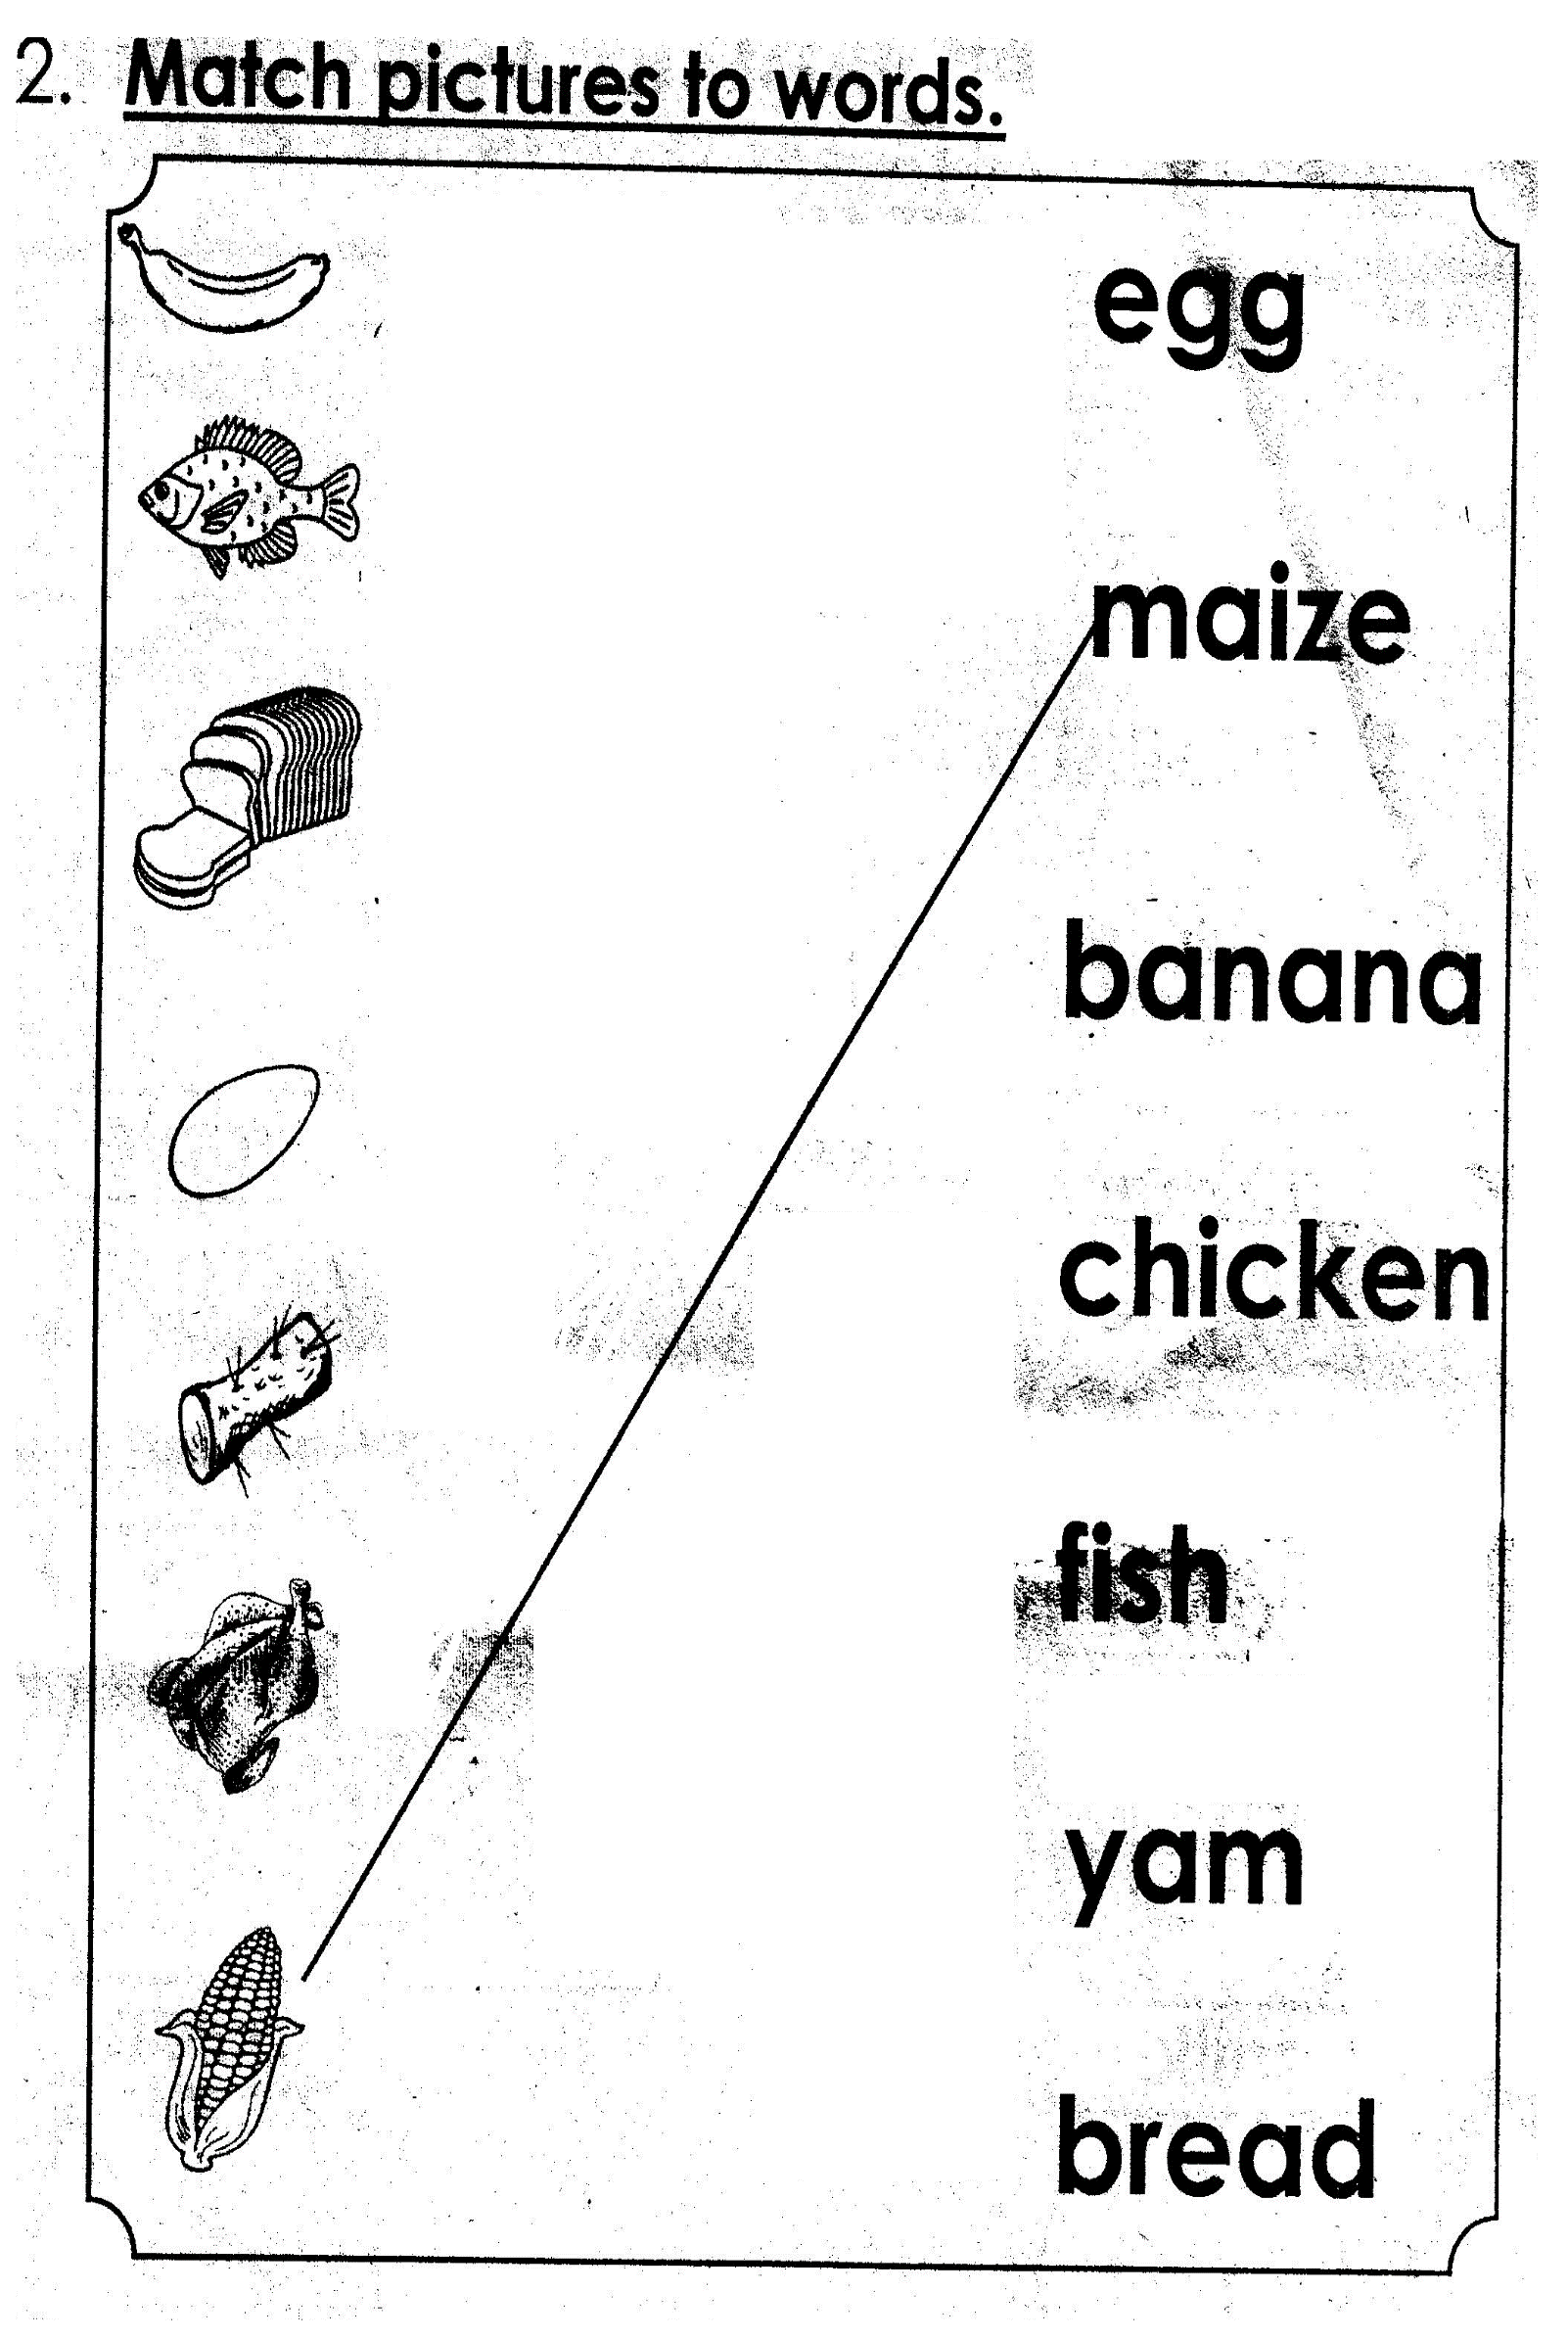 2. Match pictures to words.
egg
maize
banana
chicken
fish
yam
bread